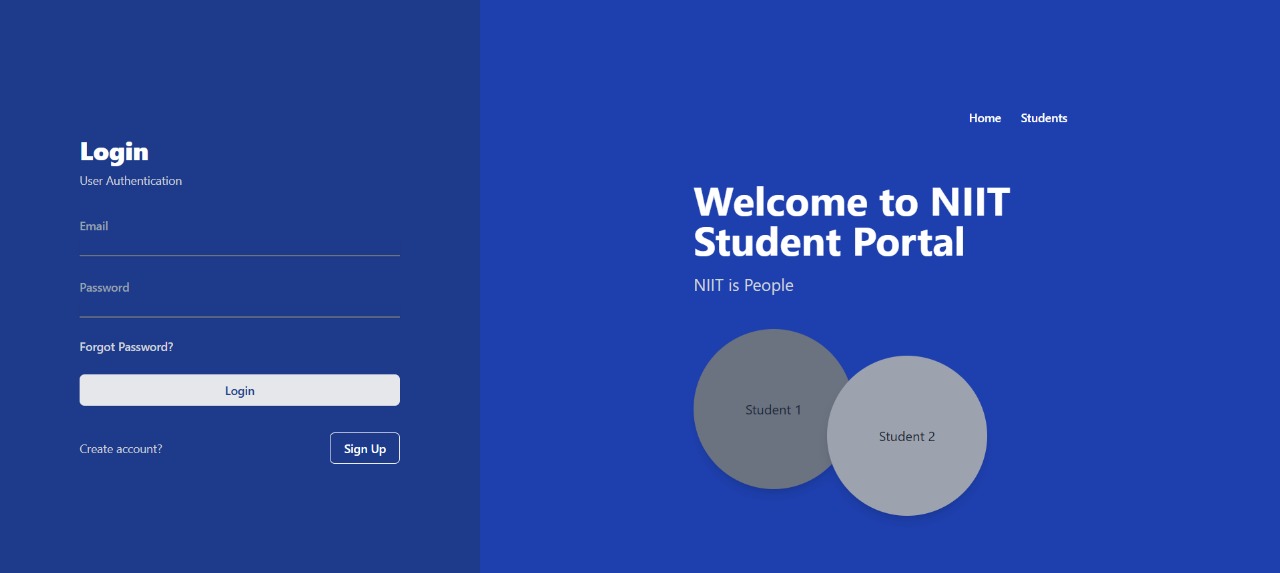 Login
User Authentication
Email
Password
Forgot Password?
Login
Create account?
Sign Up
Home
Students
Welcome to NIIT
Student Portal
NIIT is People
Student 1
Student 2